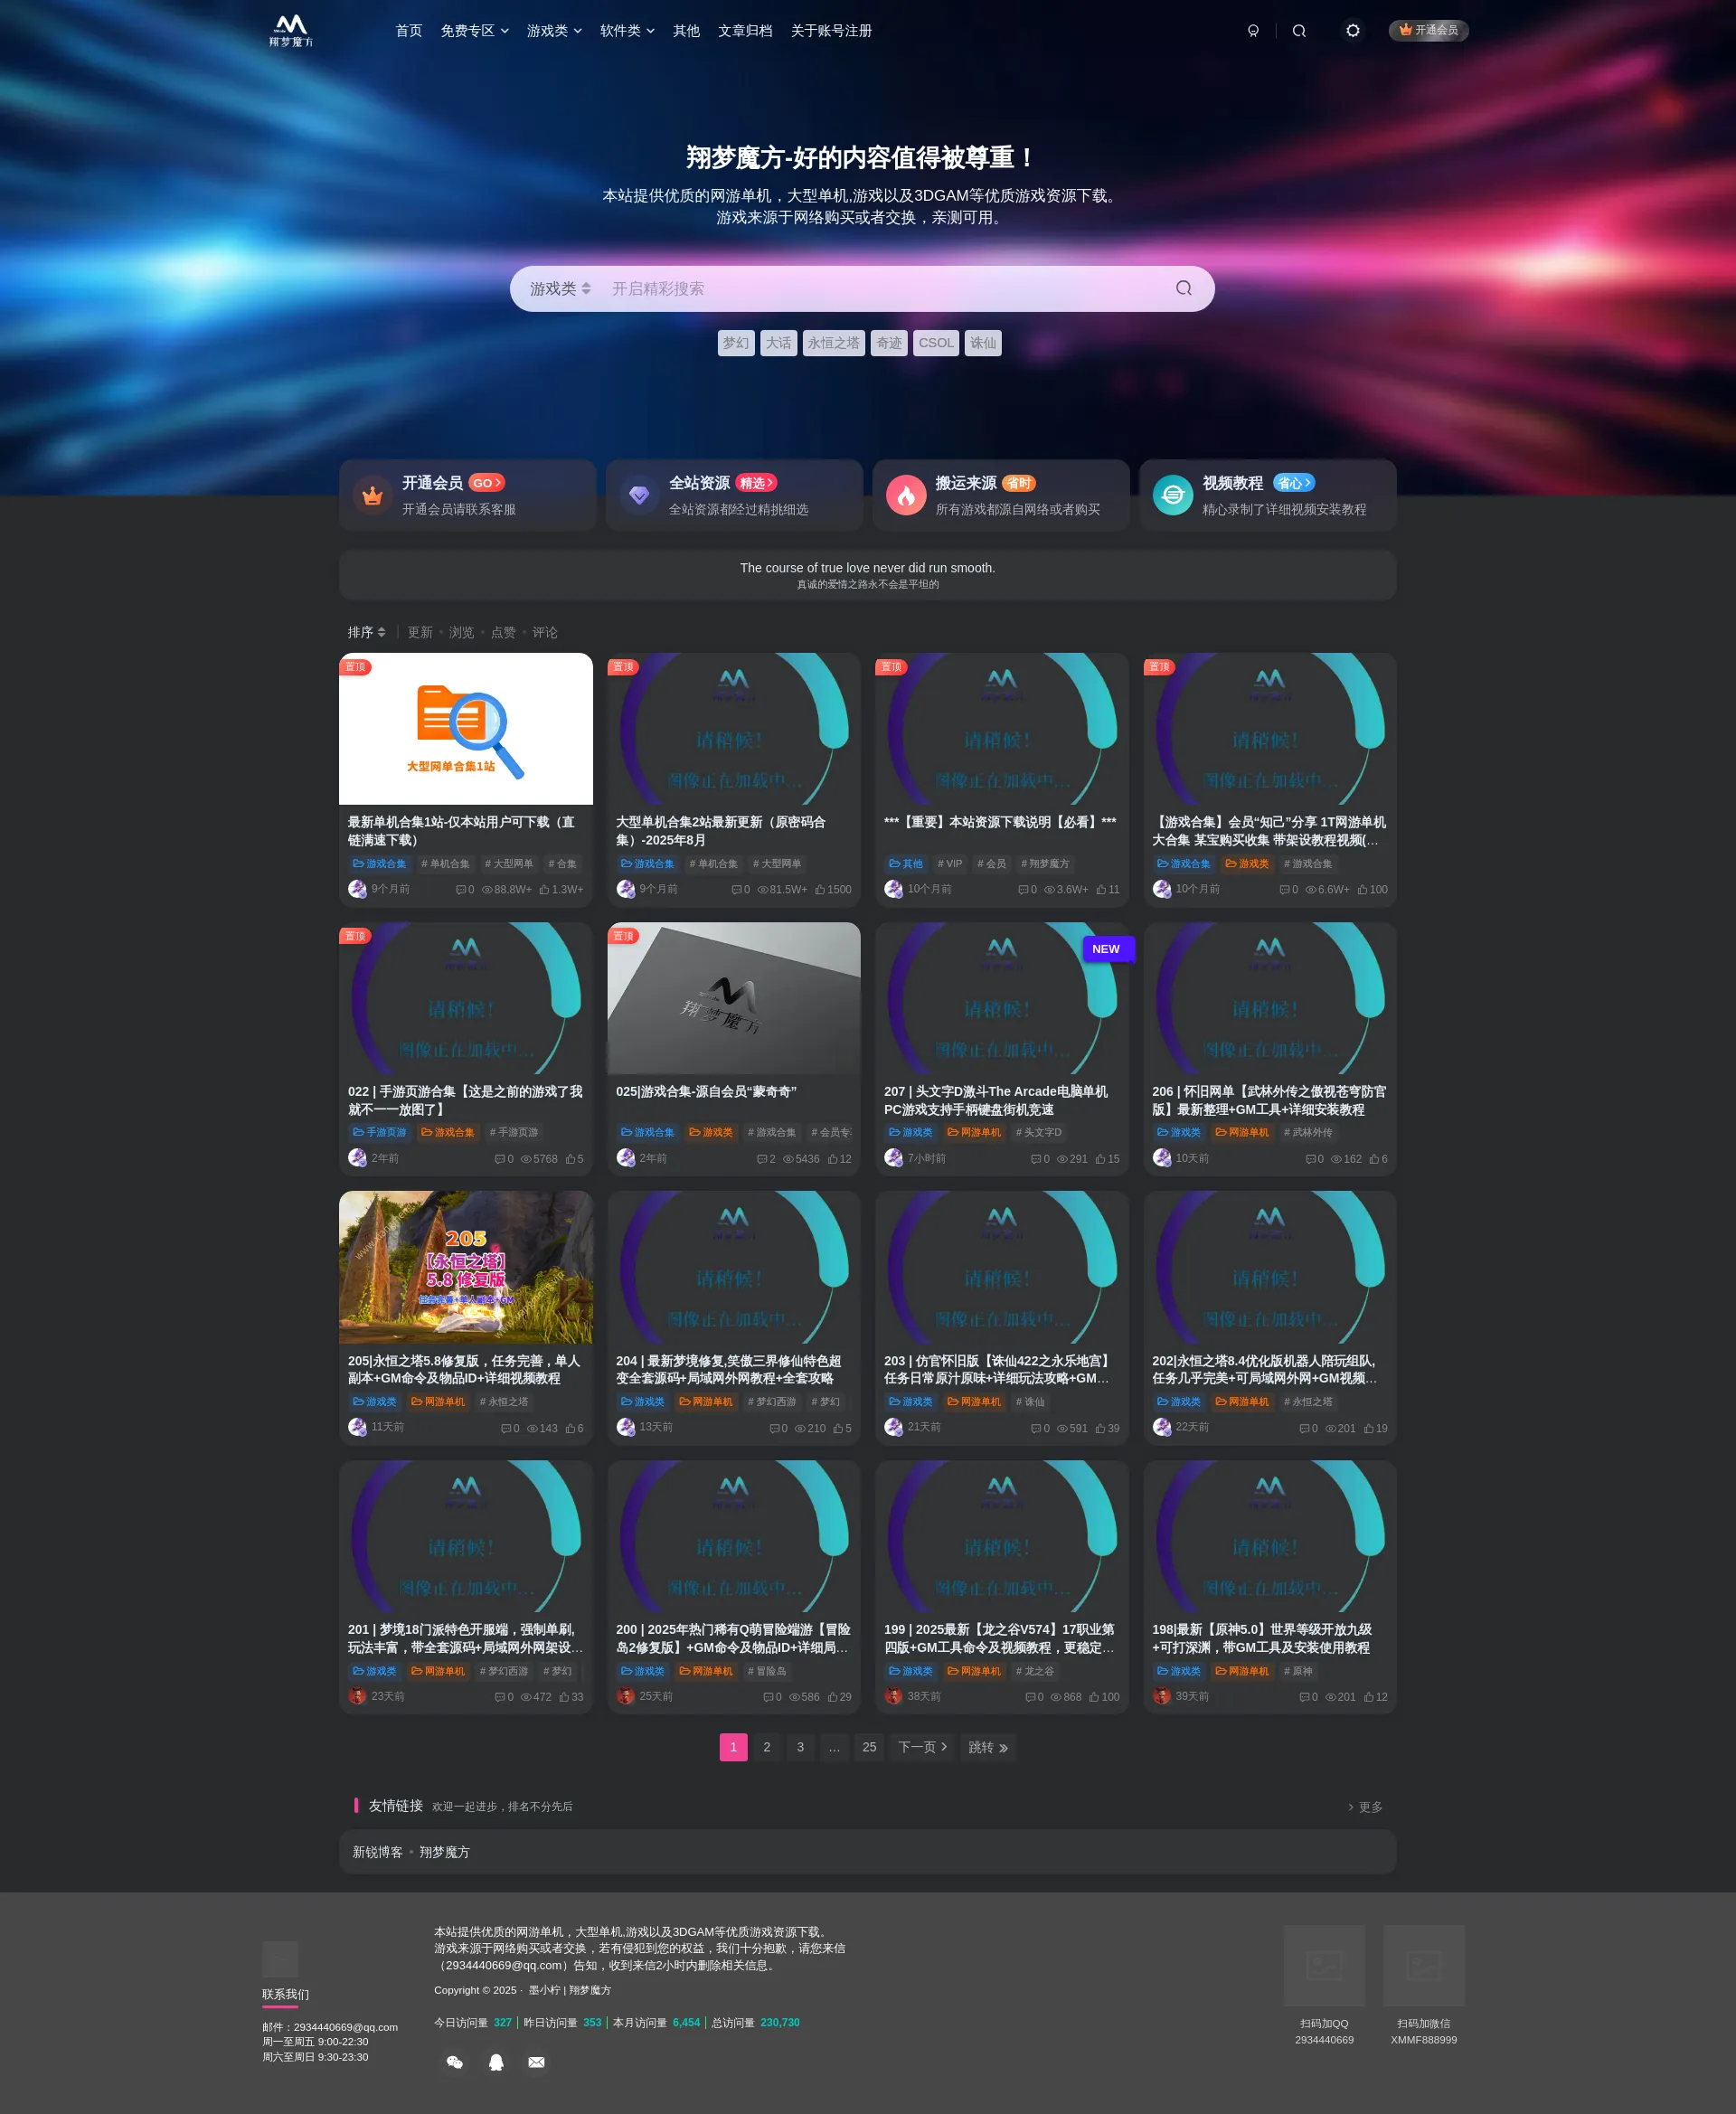 翔梦魔方
首页 免费专区 游戏类 软件类 其他 文章归档 关于账号注册
开通会员
翔梦魔方-好的内容值得被尊重！
本站提供优质的网游单机，大型单机,游戏以及3DGAM等优质游戏资源下载。
游戏来源于网络购买或者交换，亲测可用。
游戏类 开启精彩搜索
梦幻 大话 永恒之塔 奇迹 CSOL 诛仙
开通会员 GO
开通会员请联系客服
全站资源 精选
全站资源都经过精挑细选
搬运来源 省时
所有游戏都源自网络或者购买
视频教程 省心
精心录制了详细视频安装教程
The course of true love never did run smooth.
真诚的爱情之路永不会是平坦的
排序 更新 浏览 点赞 评论
置顶
大型网单合集1站
最新单机合集1站-仅本站用户可下载（直
链满速下载）
游戏合集 # 单机合集 # 大型网单 # 合集
9个月前 0 88.8W+ 1.3W+
置顶
翔梦魔方
请稍候！
图像正在加载中...
大型单机合集2站最新更新（原密码合
集）-2025年8月
游戏合集 # 单机合集 # 大型网单
9个月前 0 81.5W+ 1500
置顶
翔梦魔方
请稍候！
图像正在加载中...
***【重要】本站资源下载说明【必看】***
其他 # VIP # 会员 # 翔梦魔方
10个月前 0 3.6W+ 11
置顶
翔梦魔方
请稍候！
图像正在加载中...
【游戏合集】会员“知己”分享 1T网游单机
大合集 某宝购买收集 带架设教程视频(…
游戏合集 游戏类 # 游戏合集
10个月前 0 6.6W+ 100
置顶
翔梦魔方
请稍候！
图像正在加载中...
022 | 手游页游合集【这是之前的游戏了我
就不一一放图了】
手游页游 游戏合集 # 手游页游
2年前 0 5768 5
置顶
翔梦魔方
025|游戏合集-源自会员“蒙奇奇”
游戏合集 游戏类 # 游戏合集 # 会员专
2年前 2 5436 12
NEW
翔梦魔方
请稍候！
图像正在加载中...
207 | 头文字D激斗The Arcade电脑单机
PC游戏支持手柄键盘街机竞速
游戏类 网游单机 # 头文字D
7小时前 0 291 15
翔梦魔方
请稍候！
图像正在加载中...
206 | 怀旧网单【武林外传之傲视苍穹防官
版】最新整理+GM工具+详细安装教程
游戏类 网游单机 # 武林外传
10天前 0 162 6
205
【永恒之塔】
5.8 修复版
任务完善+单人副本+GM
205|永恒之塔5.8修复版，任务完善，单人
副本+GM命令及物品ID+详细视频教程
游戏类 网游单机 # 永恒之塔
11天前 0 143 6
翔梦魔方
请稍候！
图像正在加载中...
204 | 最新梦境修复,笑傲三界修仙特色超
变全套源码+局域网外网教程+全套攻略
游戏类 网游单机 # 梦幻西游 # 梦幻
13天前 0 210 5
翔梦魔方
请稍候！
图像正在加载中...
203 | 仿官怀旧版【诛仙422之永乐地宫】
任务日常原汁原味+详细玩法攻略+GM…
游戏类 网游单机 # 诛仙
21天前 0 591 39
翔梦魔方
请稍候！
图像正在加载中...
202|永恒之塔8.4优化版机器人陪玩组队,
任务几乎完美+可局域网外网+GM视频…
游戏类 网游单机 # 永恒之塔
22天前 0 201 19
翔梦魔方
请稍候！
图像正在加载中...
201 | 梦境18门派特色开服端，强制单刷,
玩法丰富，带全套源码+局域网外网架设…
游戏类 网游单机 # 梦幻西游 # 梦幻
23天前 0 472 33
翔梦魔方
请稍候！
图像正在加载中...
200 | 2025年热门稀有Q萌冒险端游【冒险
岛2修复版】+GM命令及物品ID+详细局…
游戏类 网游单机 # 冒险岛
25天前 0 586 29
翔梦魔方
请稍候！
图像正在加载中...
199 | 2025最新【龙之谷V574】17职业第
四版+GM工具命令及视频教程，更稳定…
游戏类 网游单机 # 龙之谷
38天前 0 868 100
翔梦魔方
请稍候！
图像正在加载中...
198|最新【原神5.0】世界等级开放九级
+可打深渊，带GM工具及安装使用教程
游戏类 网游单机 # 原神
39天前 0 201 12
1 2 3 … 25 下一页 跳转
友情链接 欢迎一起进步，排名不分先后 更多
新锐博客 翔梦魔方
联系我们
邮件：2934440669@qq.com
周一至周五 9:00-22:30
周六至周日 9:30-23:30
本站提供优质的网游单机，大型单机,游戏以及3DGAM等优质游戏资源下载。
游戏来源于网络购买或者交换，若有侵犯到您的权益，我们十分抱歉，请您来信
（2934440669@qq.com）告知，收到来信2小时内删除相关信息。
Copyright © 2025 · 墨小柠 | 翔梦魔方
今日访问量 327 | 昨日访问量 353 | 本月访问量 6,454 | 总访问量 230,730
扫码加QQ
2934440669
扫码加微信
XMMF888999